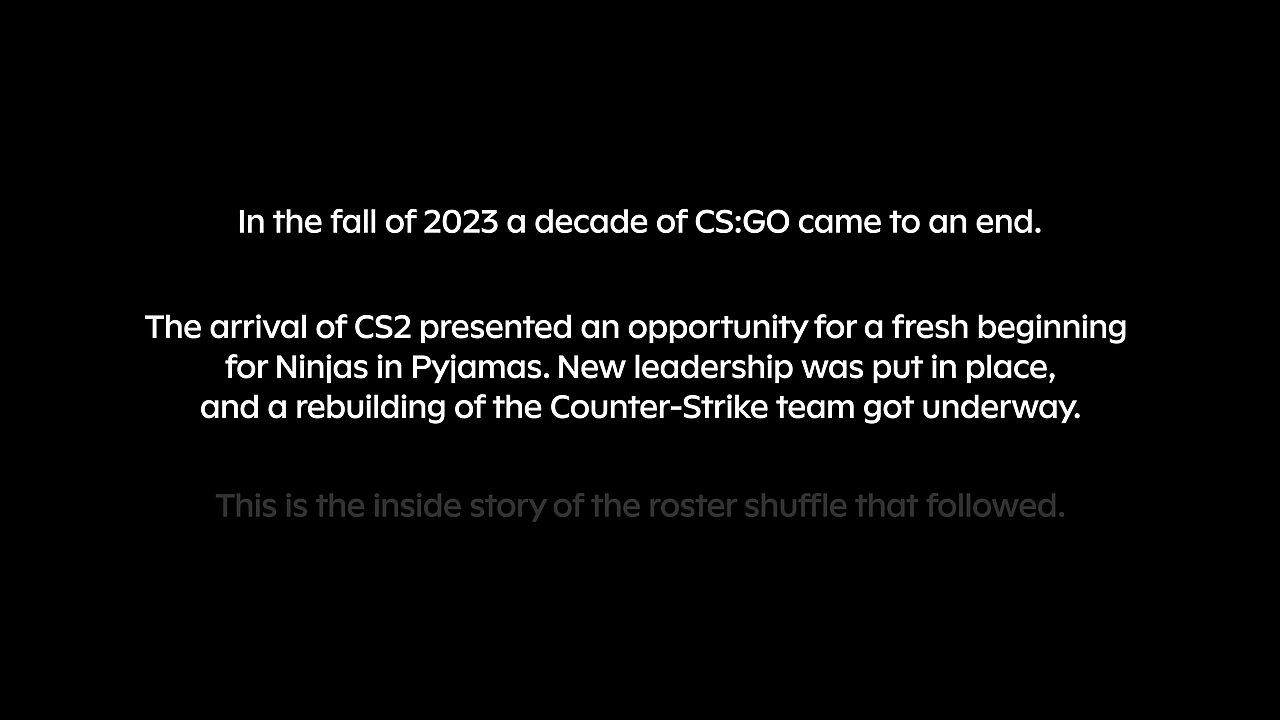 In the fall of 2023 a decade of CS:GO came to an end.
The arrival of CS2 presented an opportunity for a fresh beginning
for Ninjas in Pyjamas. New leadership was put in place,
and a rebuilding of the Counter-Strike team got underway.
This is the inside story of the roster shuffle that followed.